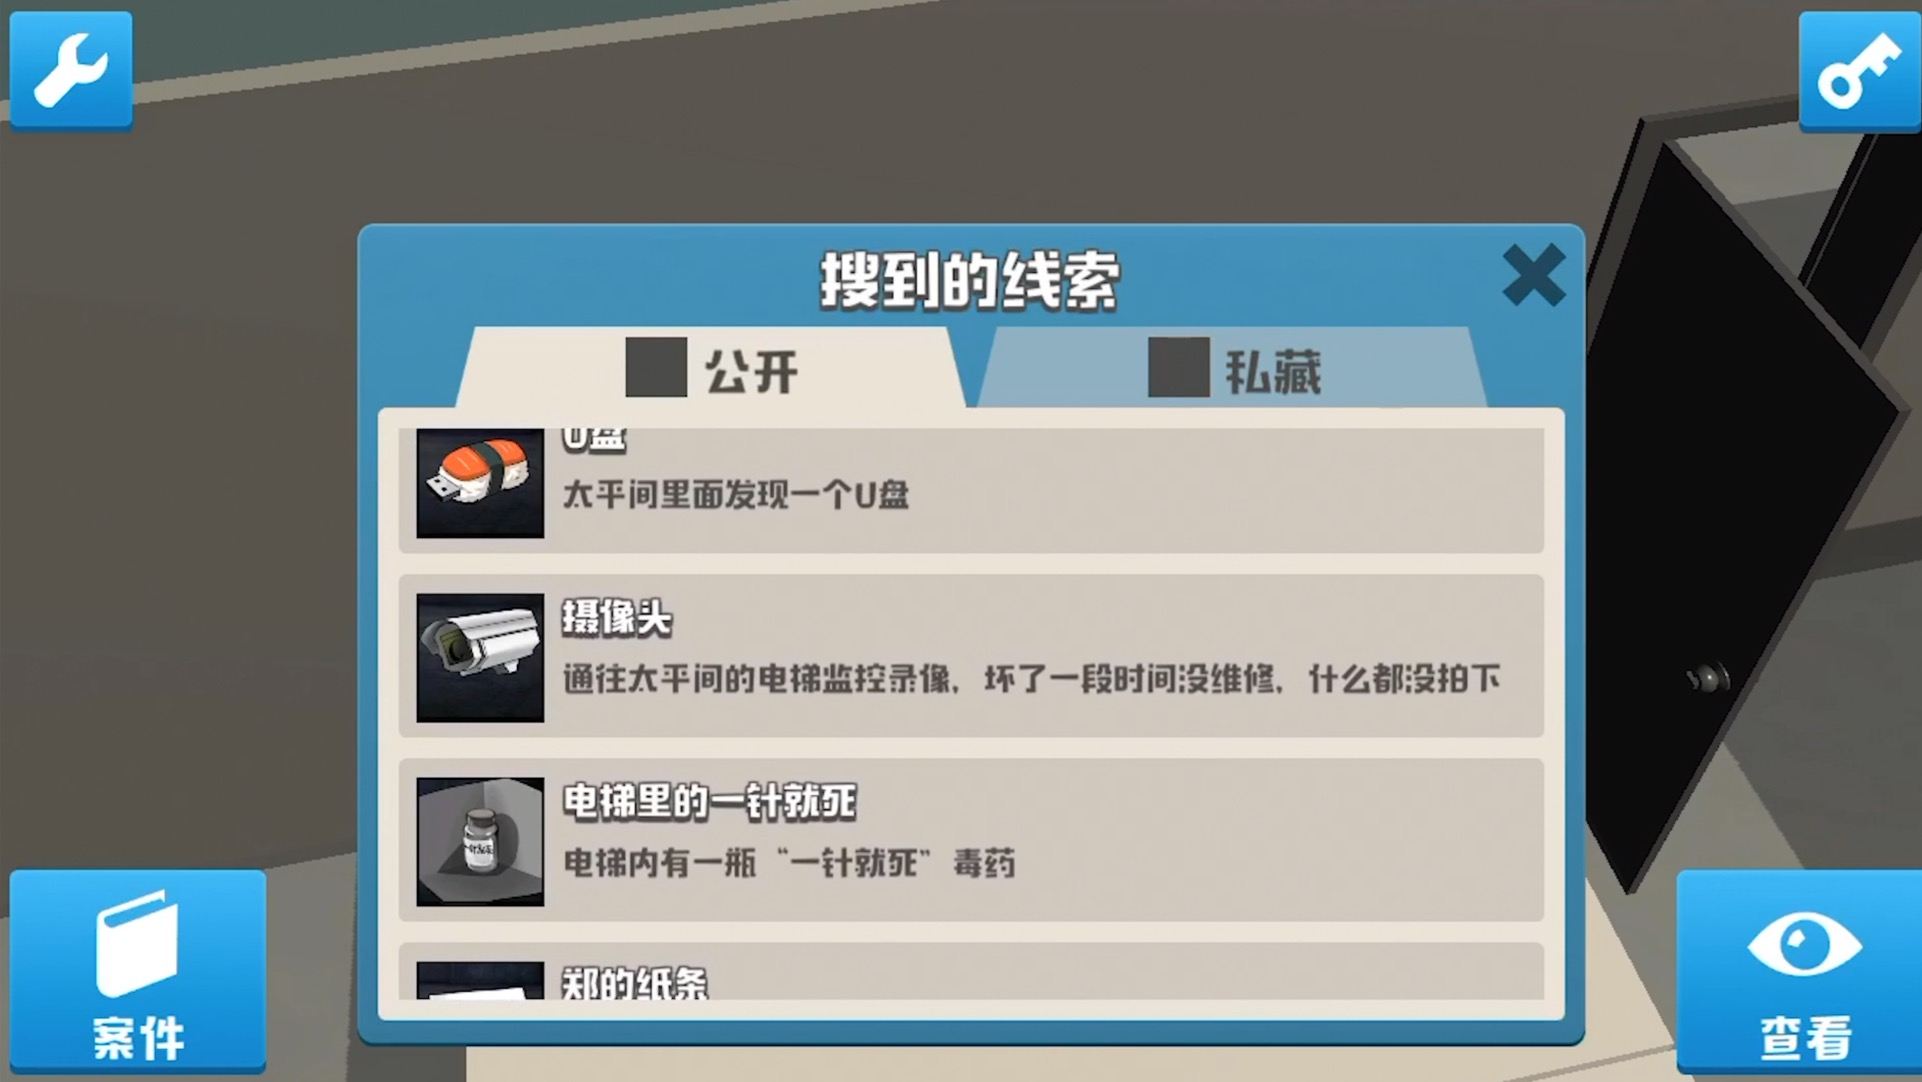 搜到的线索
公开
私藏
U盘
太平间里面发现一个U盘
摄像头
通往太平间的电梯监控录像，坏了一段时间没维修，什么都没拍下
电梯里的一针就死
电梯内有一瓶“一针就死”毒药
郑的纸条
案件
查看